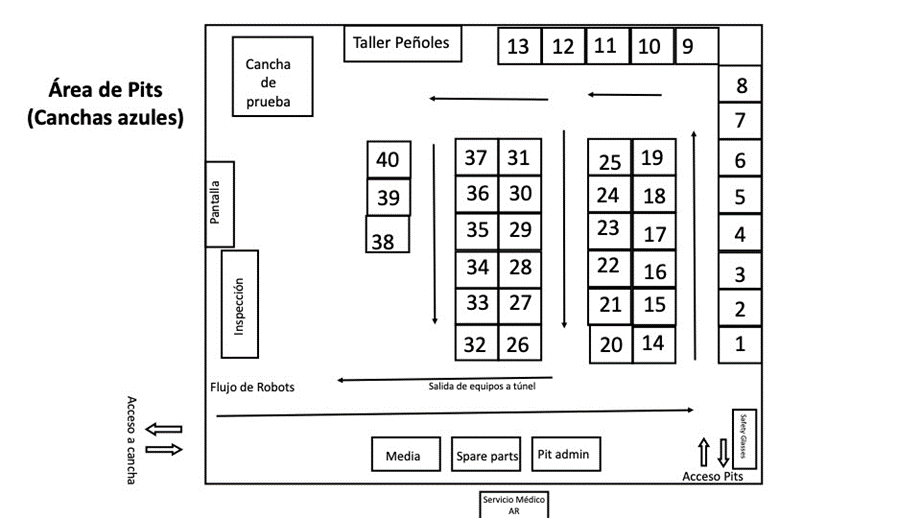 Área de Pits
(Canchas azules)
Cancha
de
prueba
Taller Peñoles
13 12 11 10 9
8
7
40 37 31 25 19 6
39 36 30 24 18 5
38 35 29 23 17 4
34 28 22 16 3
33 27 21 15 2
32 26 20 14 1
Pantalla
Inspección
Flujo de Robots
Salida de equipos a túnel
Acceso a cancha
Media
Spare parts
Pit admin
Safety Glasses
Acceso Pits
Servicio Médico
AR